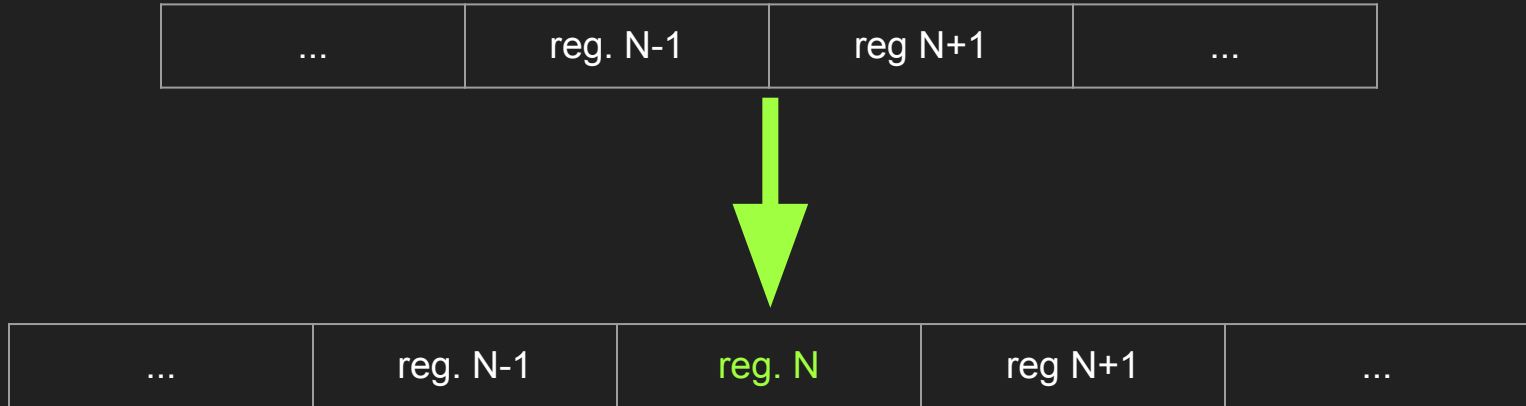 ... reg. N-1 reg N+1 ...
... reg. N-1 reg. N reg N+1 ...